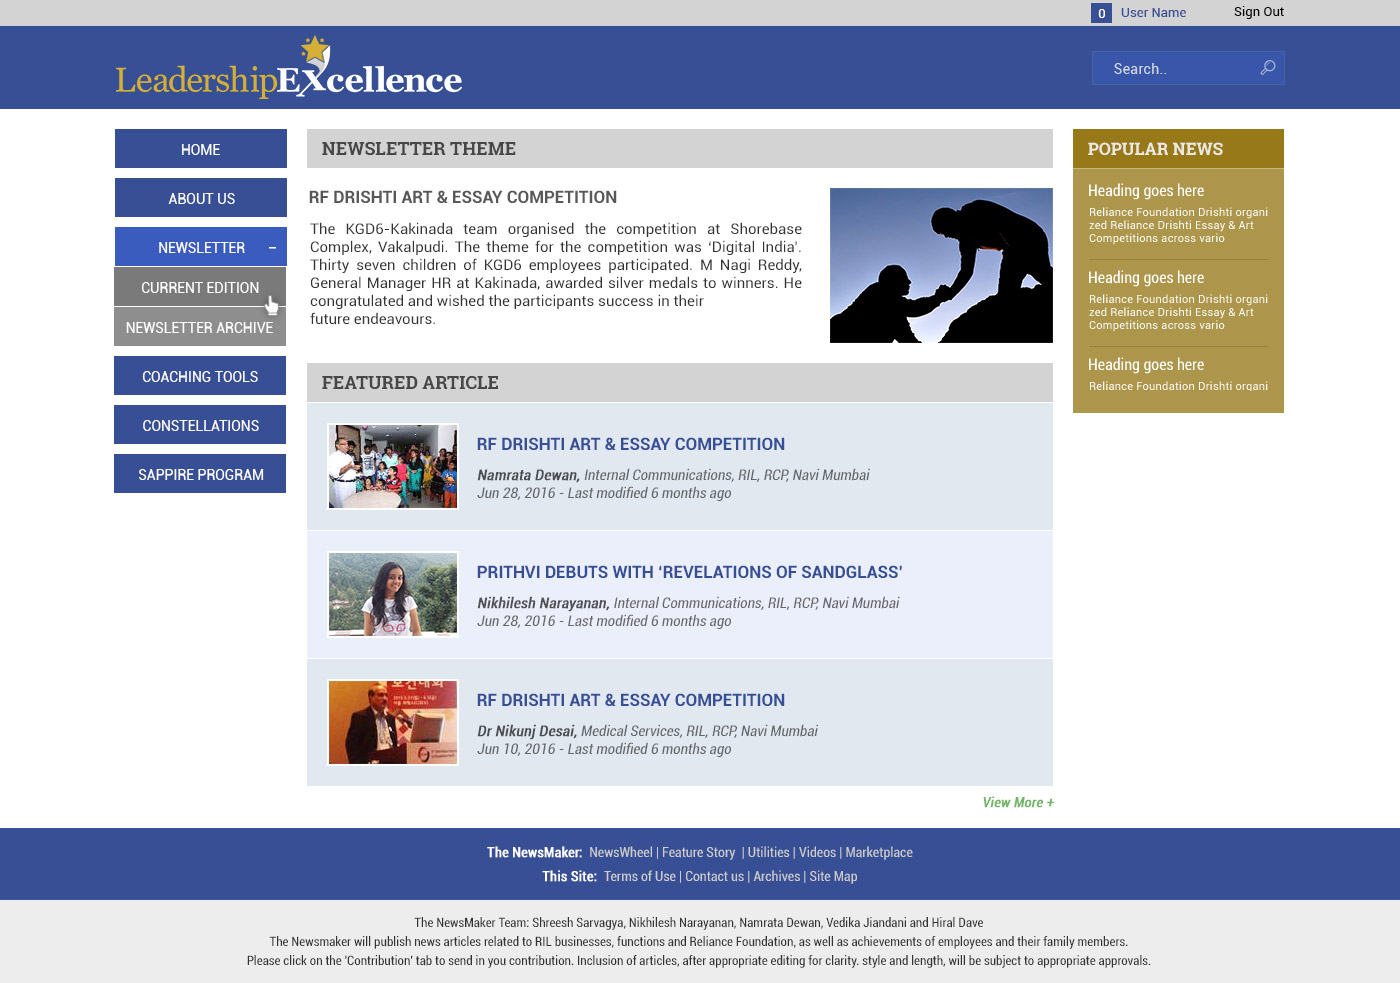 0 User Name Sign Out
LeadershipEXcellence
Search..
HOME
ABOUT US
NEWSLETTER –
CURRENT EDITION
NEWSLETTER ARCHIVE
COACHING TOOLS
CONSTELLATIONS
SAPPIRE PROGRAM
NEWSLETTER THEME
RF DRISHTI ART & ESSAY COMPETITION
The KGD6-Kakinada team organised the competition at Shorebase
Complex, Vakalpudi. The theme for the competition was ‘Digital India’.
Thirty seven children of KGD6 employees participated. M Nagi Reddy,
General Manager HR at Kakinada, awarded silver medals to winners. He
congratulated and wished the participants success in their
future endeavours.
FEATURED ARTICLE
RF DRISHTI ART & ESSAY COMPETITION
Namrata Dewan, Internal Communications, RIL, RCP, Navi Mumbai
Jun 28, 2016 - Last modified 6 months ago
PRITHVI DEBUTS WITH ‘REVELATIONS OF SANDGLASS’
Nikhilesh Narayanan, Internal Communications, RIL, RCP, Navi Mumbai
Jun 28, 2016 - Last modified 6 months ago
RF DRISHTI ART & ESSAY COMPETITION
Dr Nikunj Desai, Medical Services, RIL, RCP, Navi Mumbai
Jun 10, 2016 - Last modified 6 months ago
View More +
POPULAR NEWS
Heading goes here
Reliance Foundation Drishti organi
zed Reliance Drishti Essay & Art
Competitions across vario
Heading goes here
Reliance Foundation Drishti organi
zed Reliance Drishti Essay & Art
Competitions across vario
Heading goes here
Reliance Foundation Drishti organi
The NewsMaker: NewsWheel | Feature Story | Utilities | Videos | Marketplace
This Site: Terms of Use | Contact us | Archives | Site Map
The NewsMaker Team: Shreesh Sarvagya, Nikhilesh Narayanan, Namrata Dewan, Vedika Jiandani and Hiral Dave
The Newsmaker will publish news articles related to RIL businesses, functions and Reliance Foundation, as well as achievements of employees and their family members.
Please click on the 'Contribution' tab to send in you contribution. Inclusion of articles, after appropriate editing for clarity. style and length, will be subject to appropriate approvals.